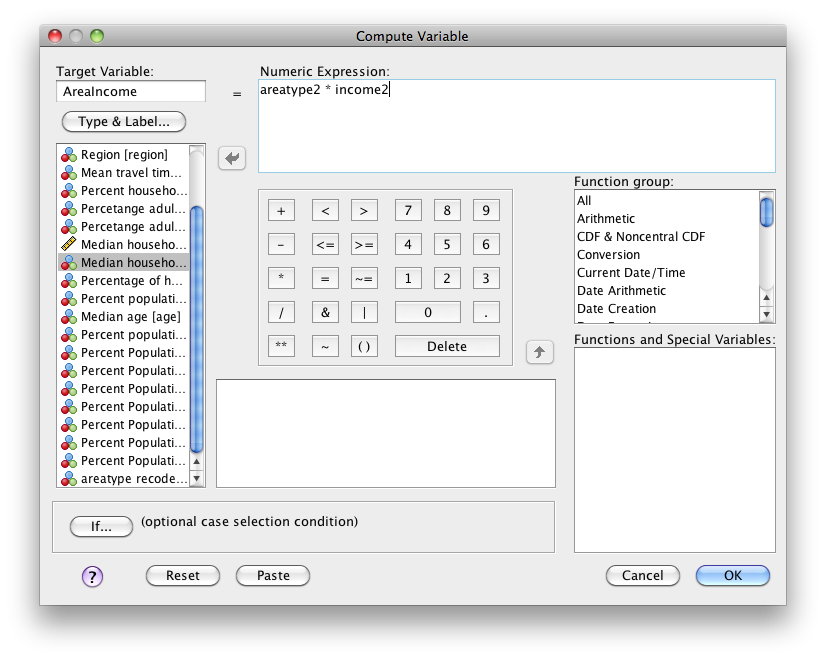 Compute Variable
Target Variable:
AreaIncome
=
Numeric Expression:
areatype2 * income2
Type & Label...
Region [region]
Mean travel tim...
Percent househo...
Percetange adul...
Percetange adul...
Median househo...
Median househo...
Percentage of h...
Percent populati...
Median age [age]
Percent populati...
Percent Populati...
Percent Populati...
Percent Populati...
Percent Populati...
Percent Populati...
Percent Populati...
Percent Populati...
areatype recode...
+ < > 7 8 9
- <= >= 4 5 6
* = ~= 1 2 3
/ & | 0 .
** ~ ( ) Delete
Function group:
All
Arithmetic
CDF & Noncentral CDF
Conversion
Current Date/Time
Date Arithmetic
Date Creation
Functions and Special Variables:
If...
(optional case selection condition)
?
Reset
Paste
Cancel
OK